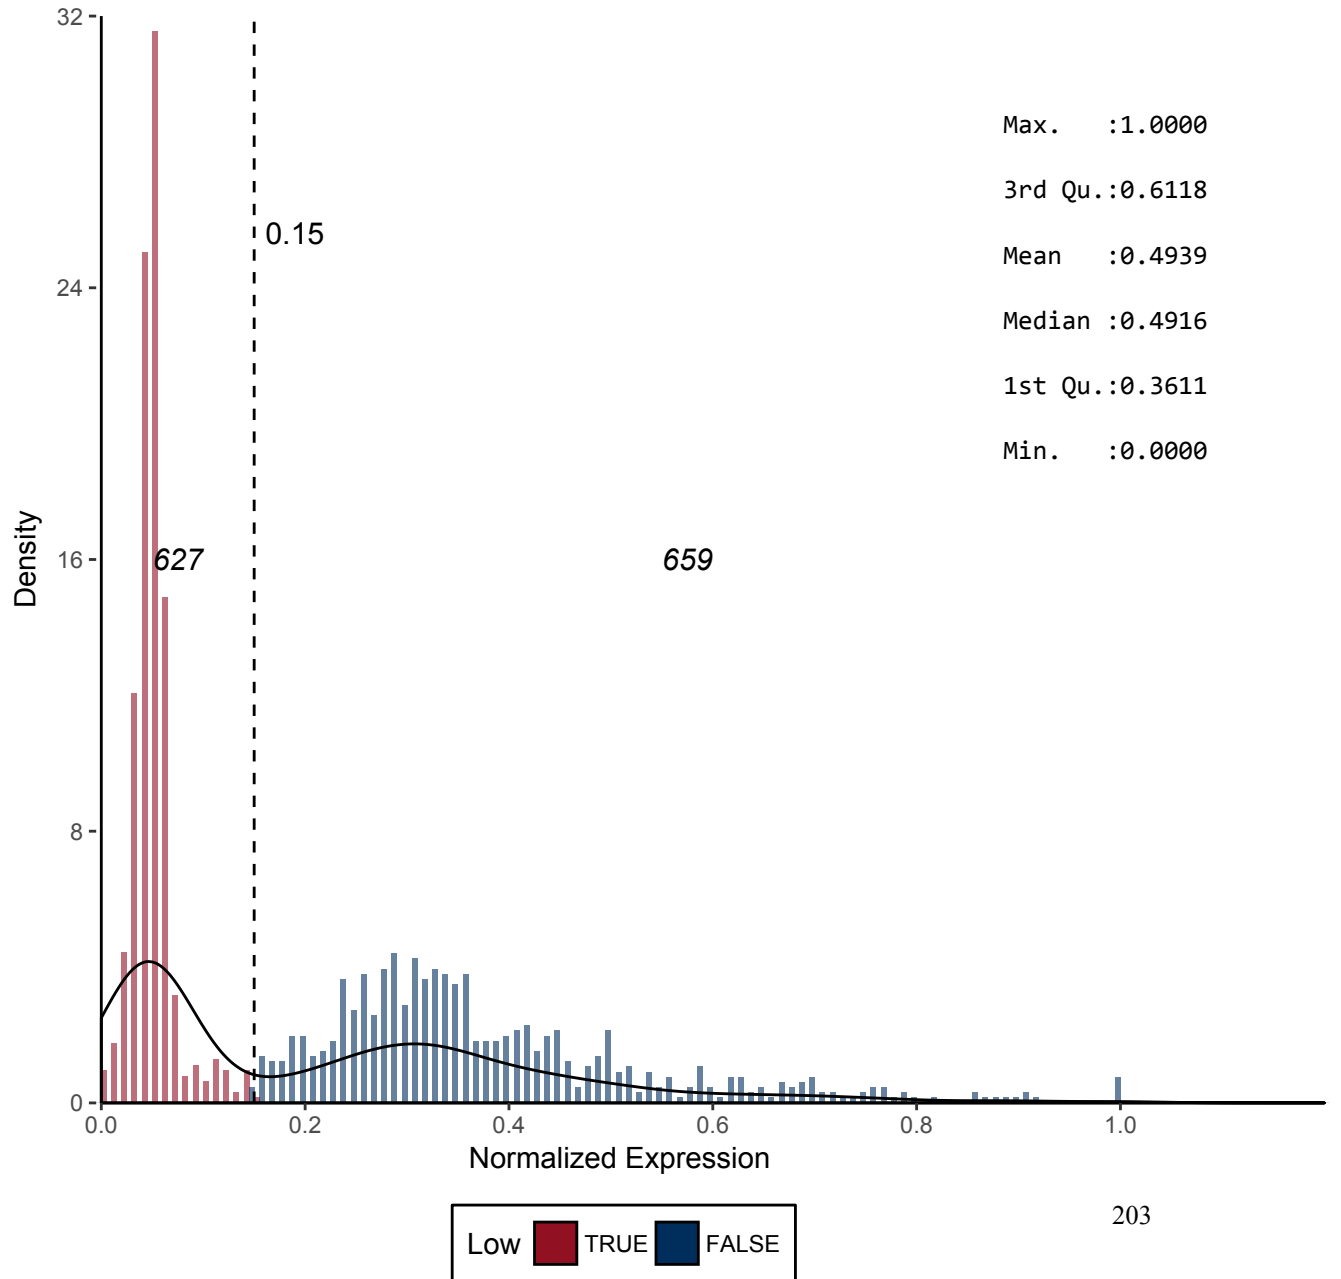 32
24
16
8
0
Density
0.15
627
659
Max.   :1.0000
3rd Qu.:0.6118
Mean   :0.4939
Median :0.4916
1st Qu.:0.3611
Min.   :0.0000
0.0 0.2 0.4 0.6 0.8 1.0
Normalized Expression
Low TRUE FALSE
203